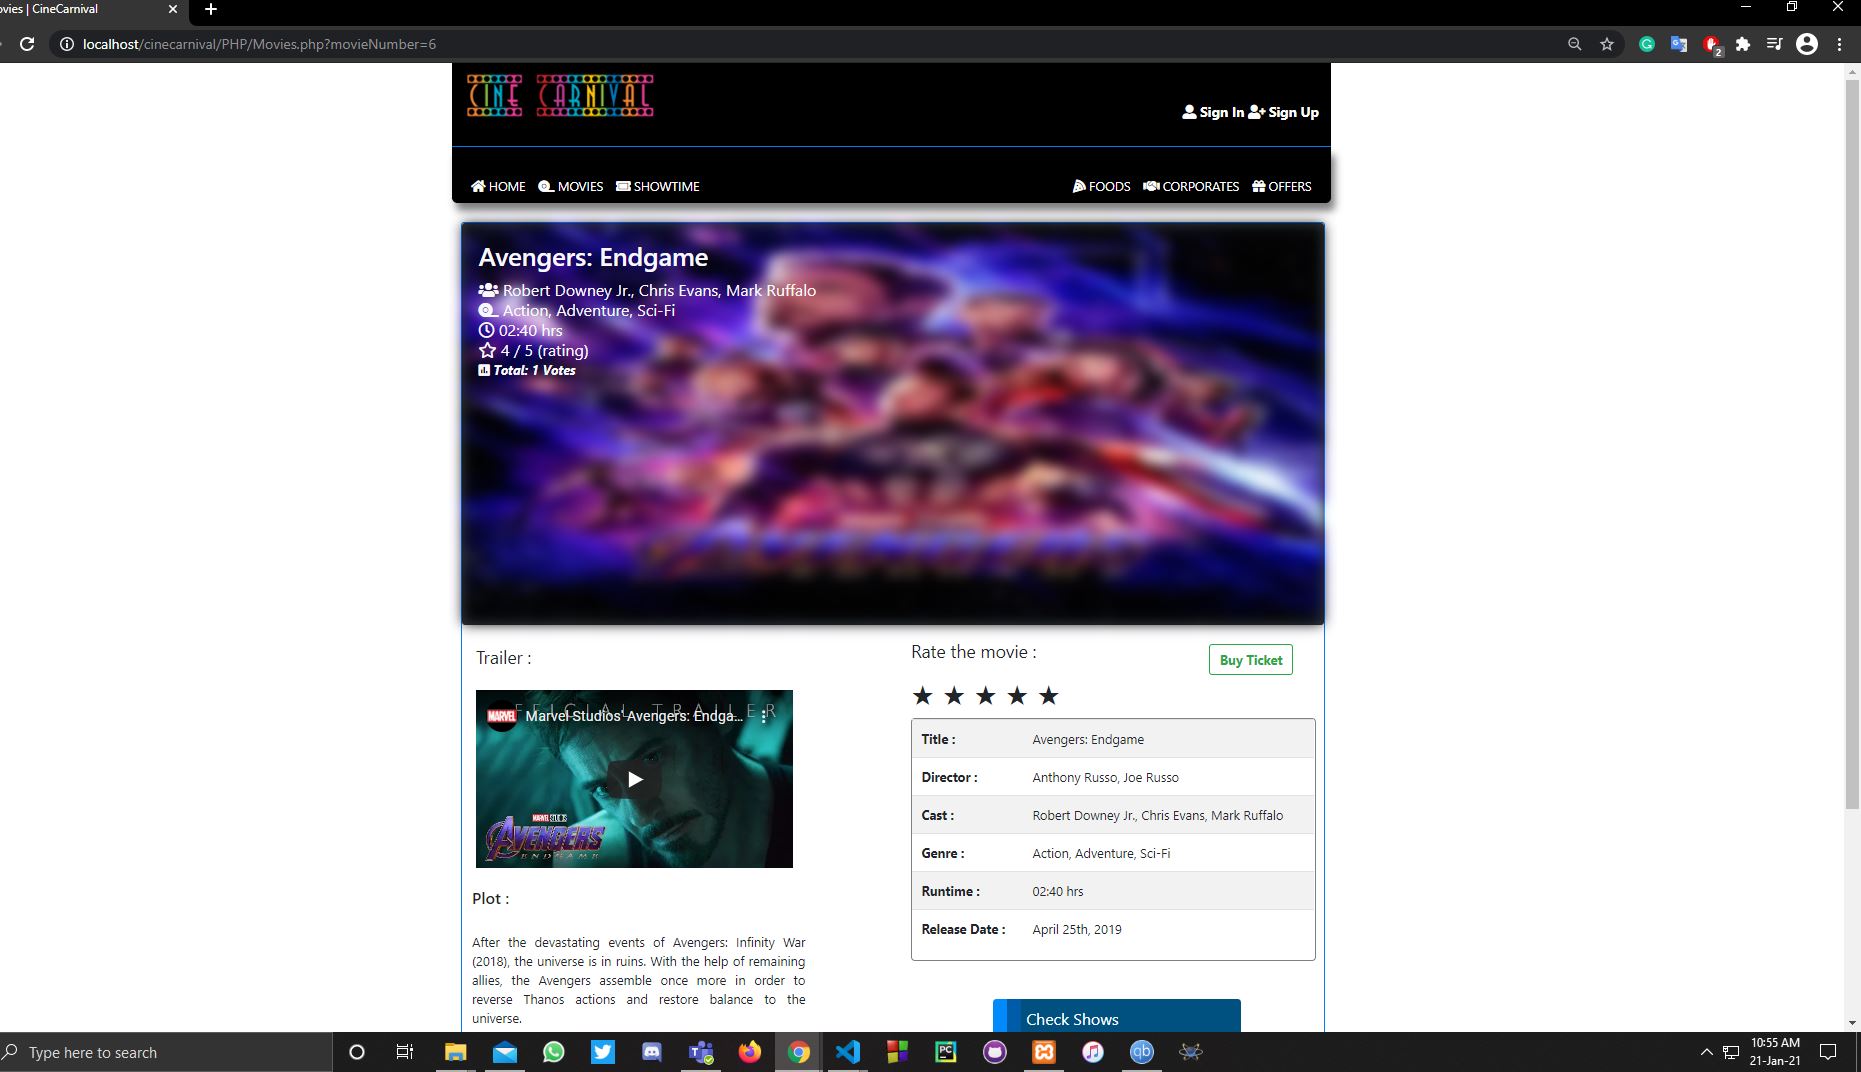 ovies | CineCarnival
localhost/cinecarnival/PHP/Movies.php?movieNumber=6
2
CINE CARNIVAL
Sign In Sign Up
HOME MOVIES SHOWTIME FOODS CORPORATES OFFERS
Avengers: Endgame
Robert Downey Jr., Chris Evans, Mark Ruffalo
Action, Adventure, Sci-Fi
02:40 hrs
4 / 5 (rating)
Total: 1 Votes
Trailer :
OFFICIAL TRAILER
MARVEL Marvel Studios' Avengers: Endga...
MARVEL STUDIOS
AVENGERS
ENDGAME
Plot :
After the devastating events of Avengers: Infinity War
(2018), the universe is in ruins. With the help of remaining
allies, the Avengers assemble once more in order to
reverse Thanos actions and restore balance to the
universe.
Rate the movie :
Buy Ticket
★ ★ ★ ★ ★
Title : Avengers: Endgame
Director : Anthony Russo, Joe Russo
Cast : Robert Downey Jr., Chris Evans, Mark Ruffalo
Genre : Action, Adventure, Sci-Fi
Runtime : 02:40 hrs
Release Date : April 25th, 2019
Check Shows
Type here to search
PC
qb
10:55 AM
21-Jan-21